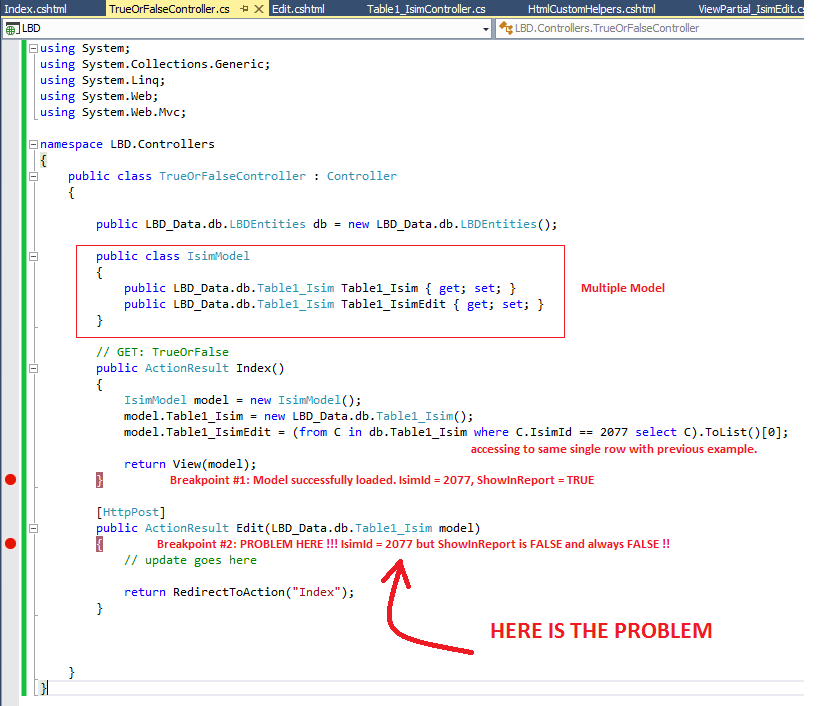 Index.cshtml TrueOrFalseController.cs Edit.cshtml Table1_IsimController.cs HtmlCustomHelpers.cshtml ViewPartial_IsimEdit.cs
LBD LBD.Controllers.TrueOrFalseController
using System;
using System.Collections.Generic;
using System.Linq;
using System.Web;
using System.Web.Mvc;
namespace LBD.Controllers
{
public class TrueOrFalseController : Controller
{
public LBD_Data.db.LBDEntities db = new LBD_Data.db.LBDEntities();
public class IsimModel
{
public LBD_Data.db.Table1_Isim Table1_Isim { get; set; } Multiple Model
public LBD_Data.db.Table1_Isim Table1_IsimEdit { get; set; }
}
// GET: TrueOrFalse
public ActionResult Index()
{
IsimModel model = new IsimModel();
model.Table1_Isim = new LBD_Data.db.Table1_Isim();
model.Table1_IsimEdit = (from C in db.Table1_Isim where C.IsimId == 2077 select C).ToList()[0];
accessing to same single row with previous example.
return View(model);
} Breakpoint #1: Model successfully loaded. IsimId = 2077, ShowInReport = TRUE
[HttpPost]
public ActionResult Edit(LBD_Data.db.Table1_Isim model)
{ Breakpoint #2: PROBLEM HERE !!! IsimId = 2077 but ShowInReport is FALSE and always FALSE !!
// update goes here
return RedirectToAction("Index");
}
HERE IS THE PROBLEM
}
}